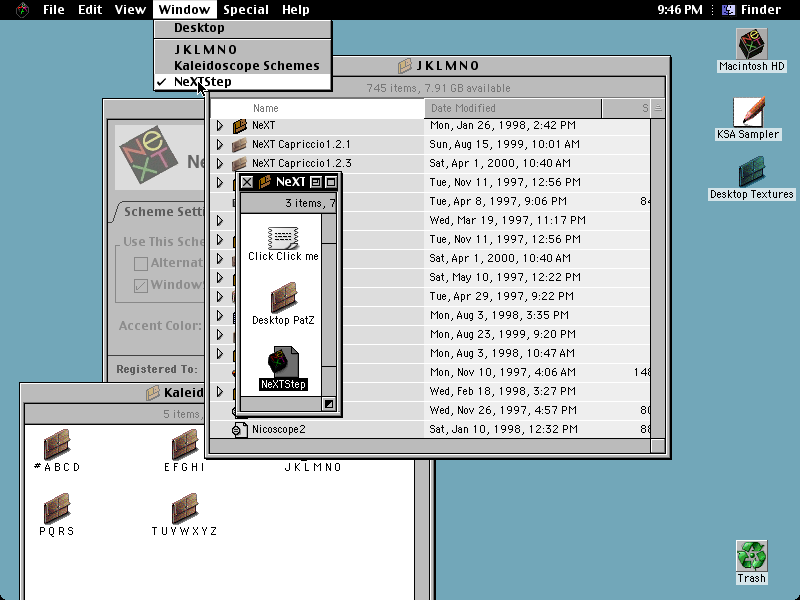 File Edit View Window Special Help
9:46 PM Finder
Desktop
JKLMNO
Kaleidoscope Schemes
NeXTStep
JKLMNO
745 items, 7.91 GB available
Name Date Modified S
NeXT Mon, Jan 26, 1998, 2:42 PM
NeXT Capriccio1.2.1 Sun, Aug 15, 1999, 10:01 AM
NeXT Capriccio1.2.3 Sat, Apr 1, 2000, 10:40 AM
Tue, Nov 11, 1997, 12:56 PM
Tue, Apr 8, 1997, 9:06 PM 84
Wed, Mar 19, 1997, 11:17 PM
Tue, Nov 11, 1997, 12:56 PM
Sat, Apr 1, 2000, 10:40 AM
Sat, May 10, 1997, 12:22 PM
Tue, Apr 29, 1997, 9:22 PM
Mon, Aug 3, 1998, 3:35 PM
Mon, Aug 23, 1999, 9:20 PM
Mon, Aug 3, 1998, 10:47 AM
Mon, Nov 10, 1997, 4:06 AM 148
Wed, Feb 18, 1998, 3:27 PM
Wed, Nov 26, 1997, 4:57 PM 80
Nicoscope2 Sat, Jan 10, 1998, 12:32 PM 88
NeXT
3 items, 7
Click Click me
Desktop PatZ
NeXTStep
NeXT
Ne
Scheme Setti
Use This Sche
Alternat
Window
Accent Color:
Registered To:
Kaleid
5 items,
#ABCD
EFGHI
JKLMNO
PQRS
TUVWXYZ
Macintosh HD
KSA Sampler
Desktop Textures
Trash